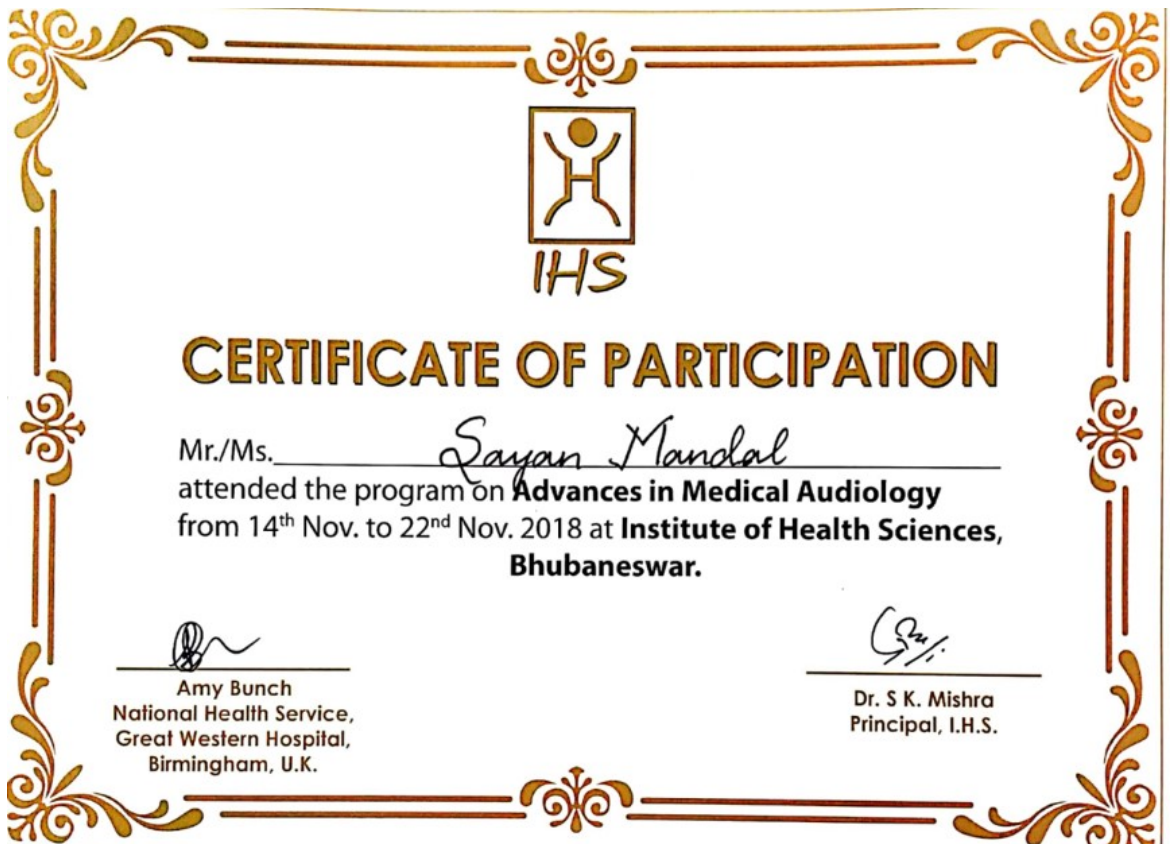 IHS
CERTIFICATE OF PARTICIPATION
Mr./Ms. Sayan Mandal
attended the program on Advances in Medical Audiology
from 14th Nov. to 22nd Nov. 2018 at Institute of Health Sciences,
Bhubaneswar.
Amy Bunch
National Health Service,
Great Western Hospital,
Birmingham, U.K.
Dr. S K. Mishra
Principal, I.H.S.